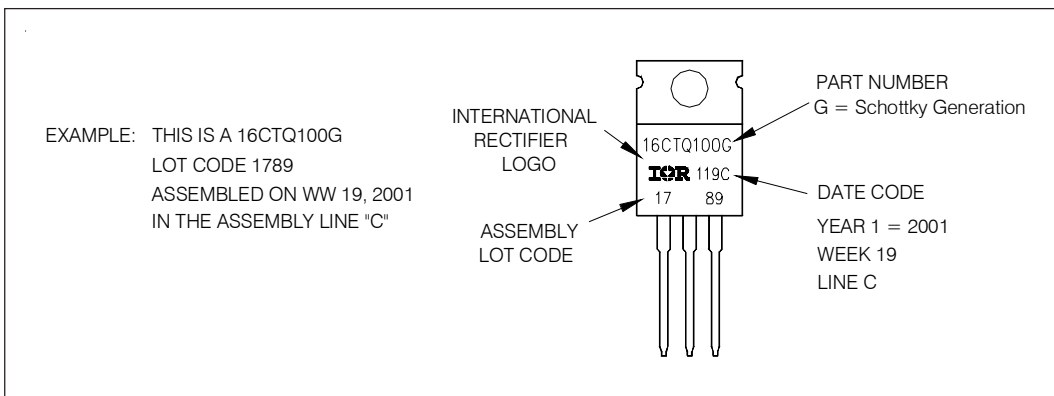 EXAMPLE: THIS IS A 16CTQ100G
LOT CODE 1789
ASSEMBLED ON WW 19, 2001
IN THE ASSEMBLY LINE "C"
INTERNATIONAL
RECTIFIER
LOGO
ASSEMBLY
LOT CODE
16CTQ100G
IOR 119C
17 89
PART NUMBER
G = Schottky Generation
DATE CODE
YEAR 1 = 2001
WEEK 19
LINE C